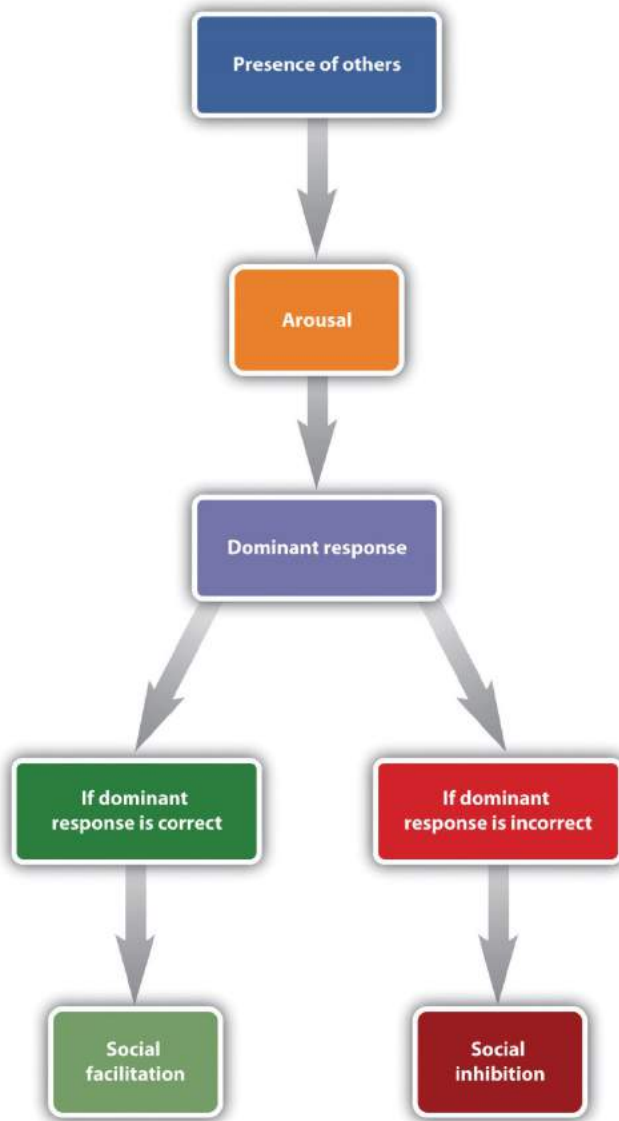 Presence of others
Arousal
Dominant response
If dominant
response is correct
If dominant
response is incorrect
Social
facilitation
Social
inhibition